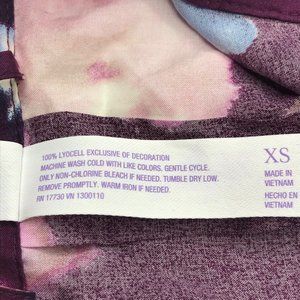 100% LYOCELL EXCLUSIVE OF DECORATION
MACHINE WASH COLD WITH LIKE COLORS. GENTLE CYCLE.
ONLY NON-CHLORINE BLEACH IF NEEDED. TUMBLE DRY LOW.
REMOVE PROMPTLY. WARM IRON IF NEEDED.
RN 17730 VN 1300110
XS
MADE IN
VIETNAM
HECHO EN
VIETNAM